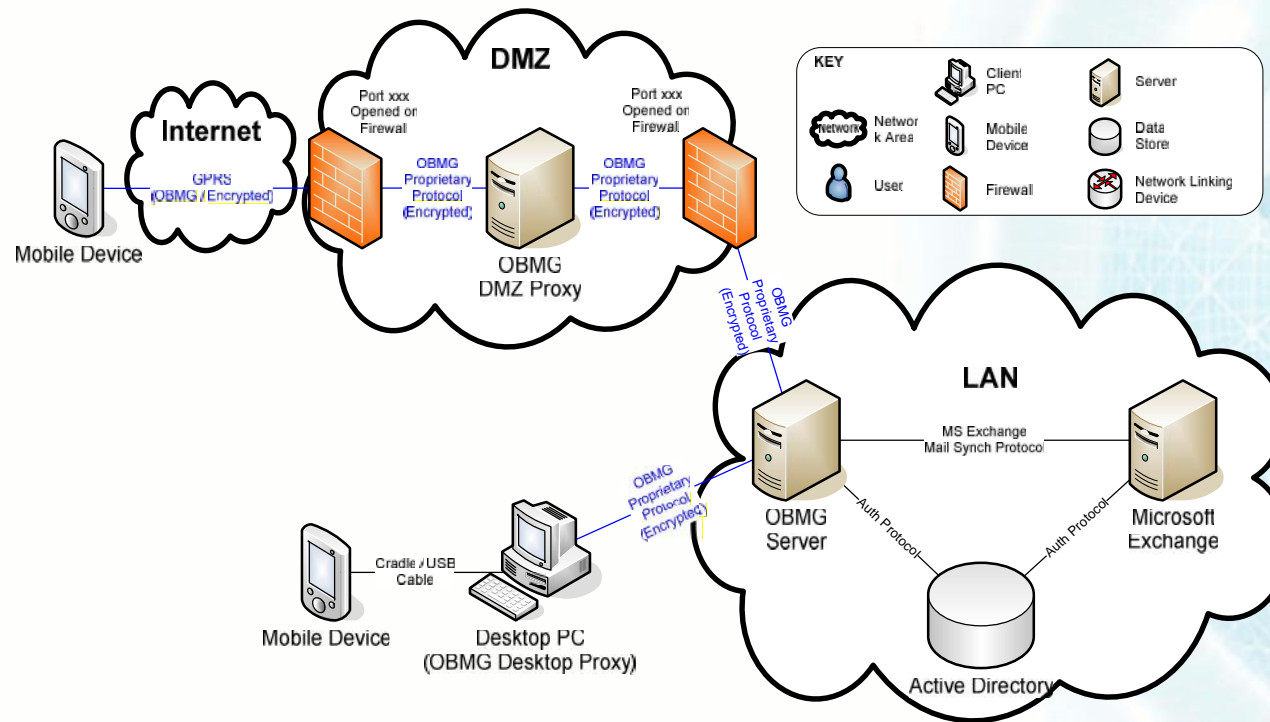 DMZ
Port xxx
Opened on
Firewall
Port xxx
Opened on
Firewall
Internet
GPRS
(OBMG / Encrypted)
OBMG
Proprietary
Protocol
(Encrypted)
OBMG
Proprietary
Protocol
(Encrypted)
Mobile Device
OBMG
DMZ Proxy
KEY
Client
PC
Server
Network
Networ
k Area
Mobile
Device
Data
Store
User
Firewall
Network Linking
Device
OBMG
Proprietary
Protocol
(Encrypted)
LAN
MS Exchange
Mail Synch Protocol
OBMG
Proprietary
Protocol
(Encrypted)
OBMG
Server
Auth Protocol
Auth Protocol
Microsoft
Exchange
Cradle / USB
Cable
Mobile Device
Desktop PC
(OBMG Desktop Proxy)
Active Directory